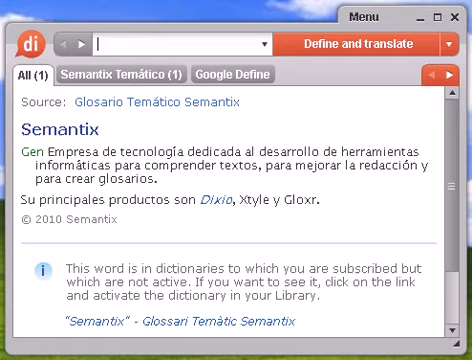 Menu
di
Define and translate
All (1)
Semantix Temático (1)
Google Define
Source: Glosario Temático Semantix
Semantix
Gen Empresa de tecnología dedicada al desarrollo de herramientas
informáticas para comprender textos, para mejorar la redacción y
para crear glosarios.
Su principales productos son Dixio, Xtyle y Gloxr.
© 2010 Semantix
i
This word is in dictionaries to which you are subscribed but
which are not active. If you want to see it, click on the link
and activate the dictionary in your Library.
"Semantix" - Glossari Temàtic Semantix